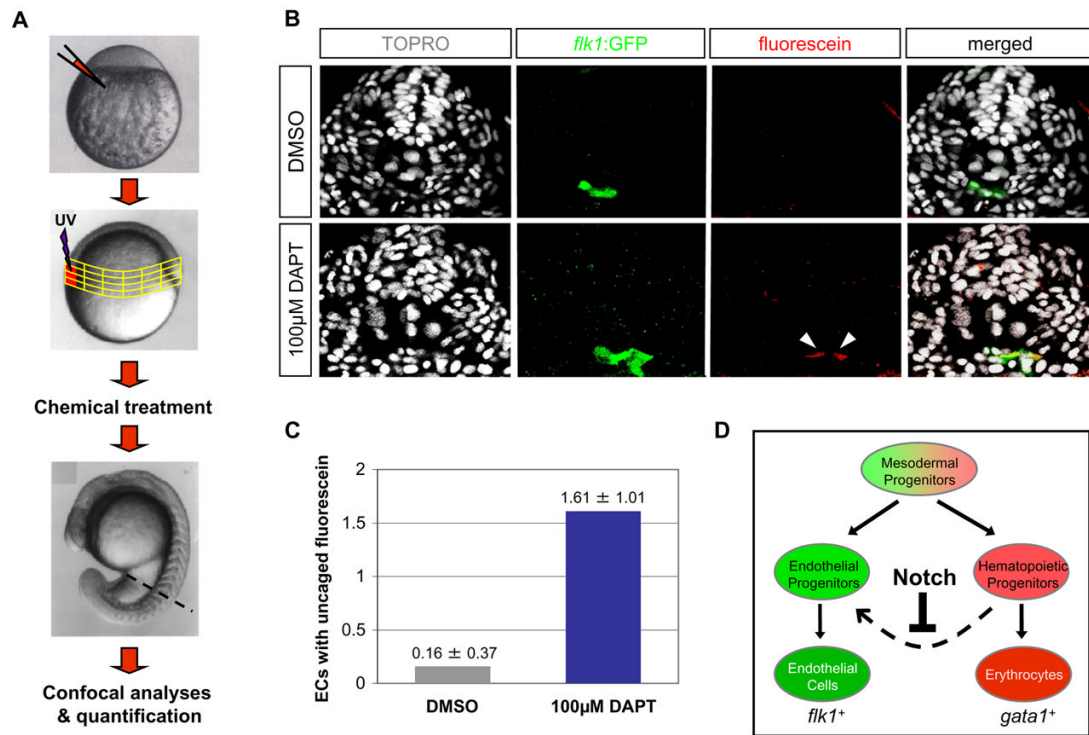 A
UV
Chemical treatment
Confocal analyses
& quantification
B
TOPRO
flk1:GFP
fluorescein
merged
DMSO
100µM DAPT
C
ECs with uncaged fluorescein
2
1.5
1
0.5
0
0.16 ± 0.37
1.61 ± 1.01
DMSO
100µM DAPT
D
Mesodermal
Progenitors
Endothelial
Progenitors
Notch
Hematopoietic
Progenitors
Endothelial
Cells
Erythrocytes
flk1⁺
gata1⁺